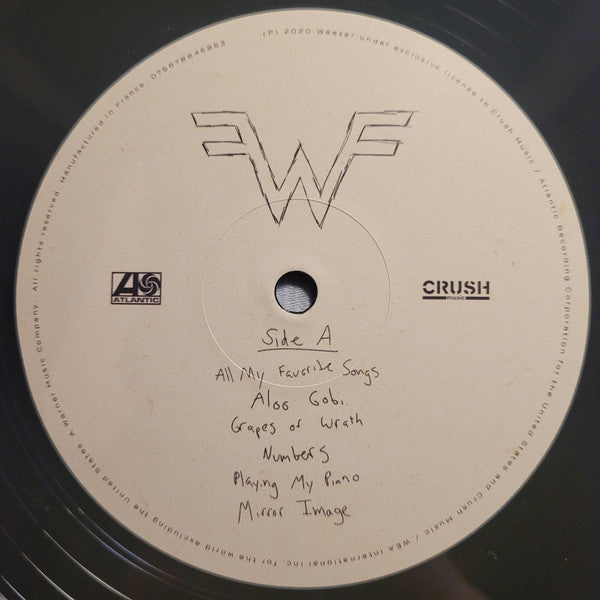 (P) 2020 Weezer under exclusive license to Crush Music / Atlantic Recording Corporation for the United States and Crush Music / WEA International Inc. for the world excluding the United States. A Warner Music Company. All rights reserved. Manufactured in France. 075678645853
W
ATLANTIC
CRUSH
music
Side A
All My Favorite Songs
Aloo Gobi
Grapes of Wrath
Numbers
Playing My Piano
Mirror Image